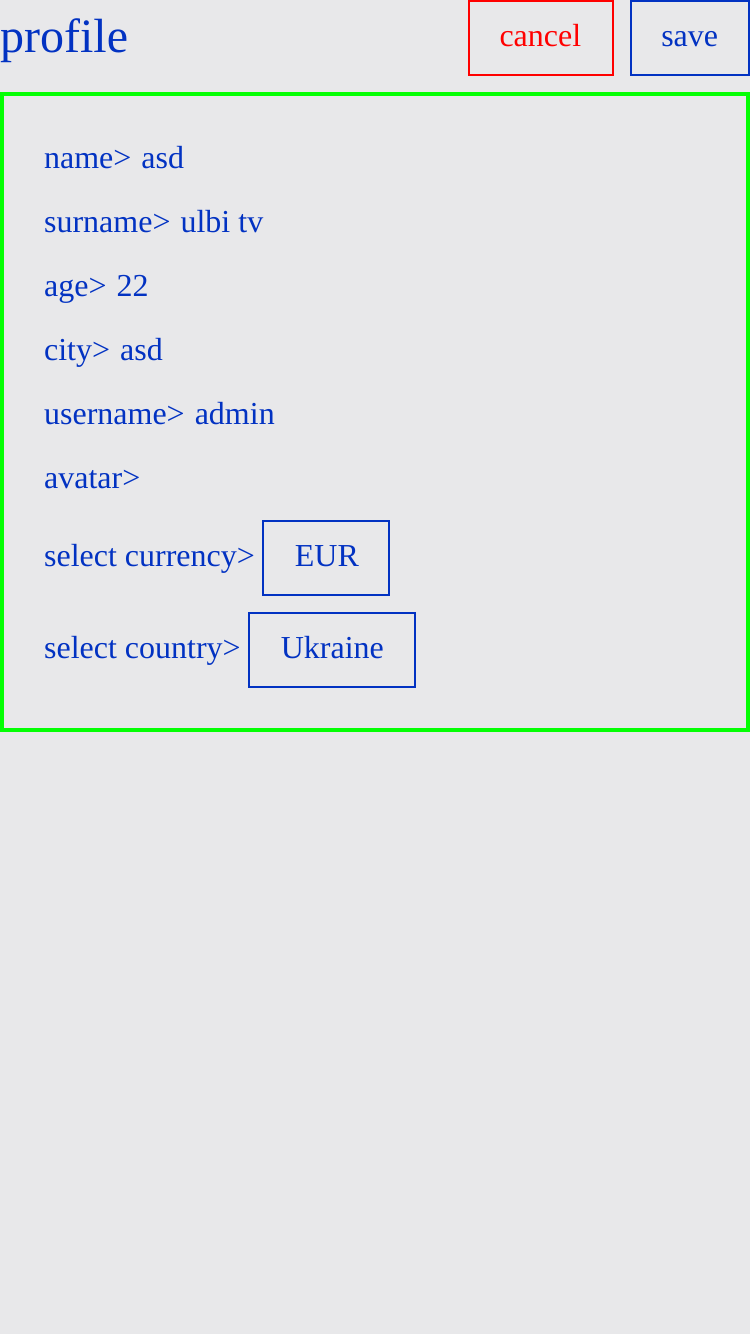 profile cancel save
name> asd
surname> ulbi tv
age> 22
city> asd
username> admin
avatar>
select currency> EUR
select country> Ukraine